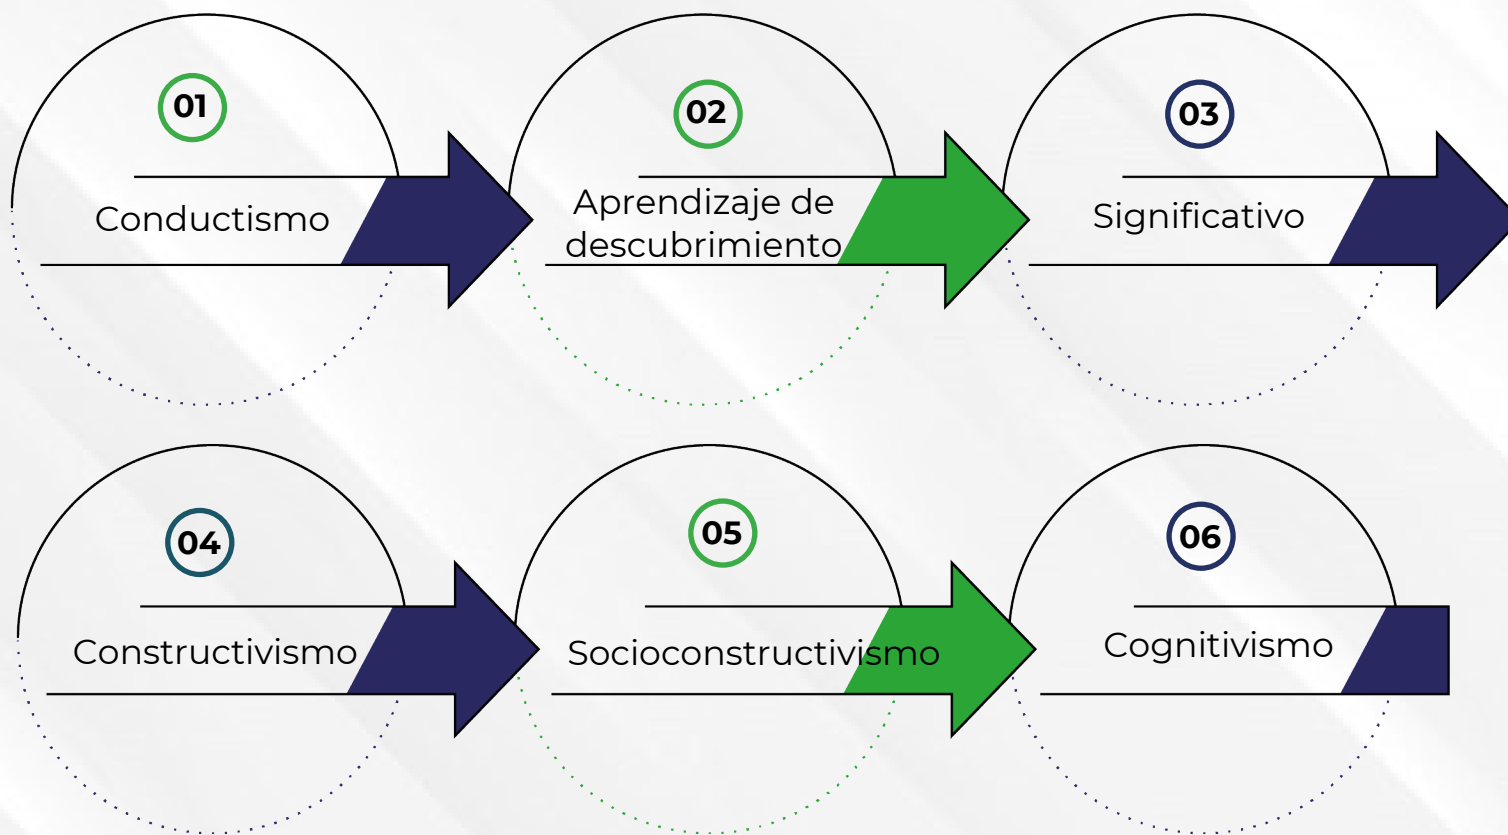 01
Conductismo
02
Aprendizaje de
descubrimiento
03
Significativo
04
Constructivismo
05
Socioconstructivismo
06
Cognitivismo